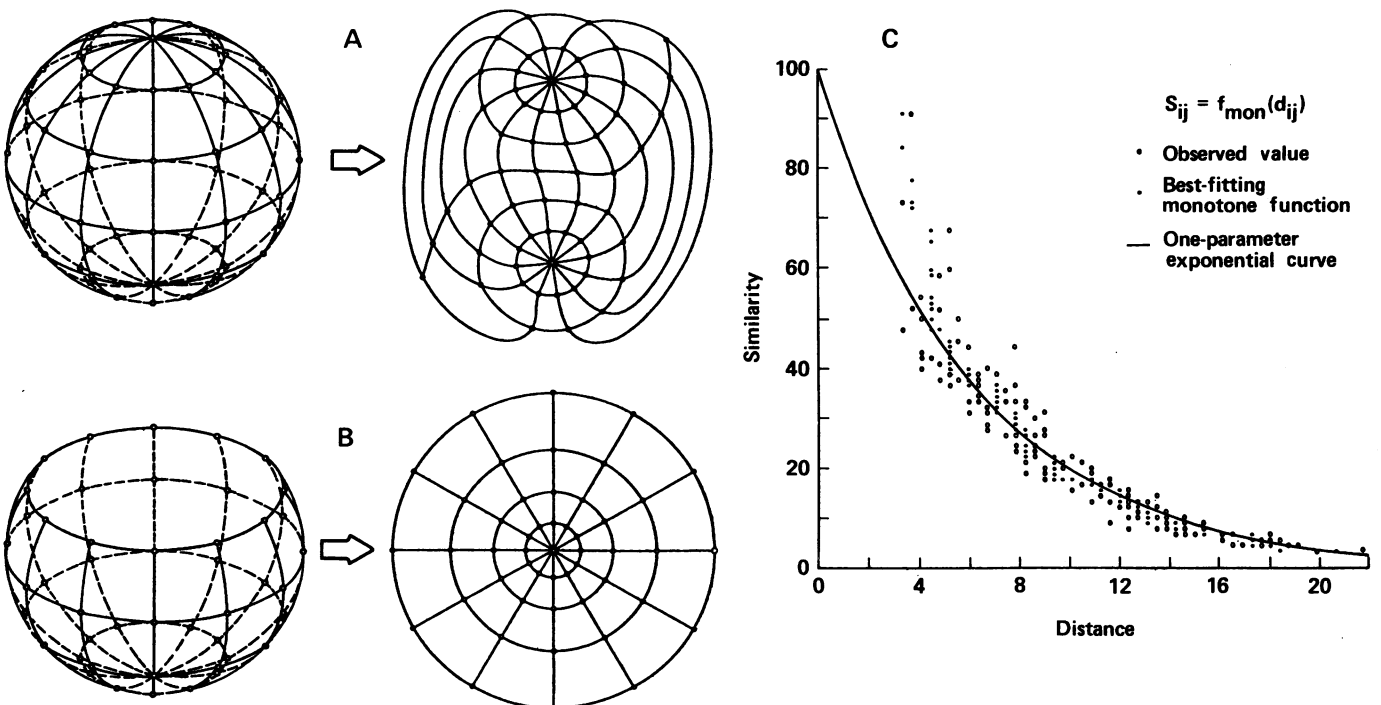 A
B
C
Similarity
100
80
60
40
20
0
0 4 8 12 16 20
Distance
S_ij = f_mon(d_ij)
Observed value
Best-fitting
monotone function
One-parameter
exponential curve